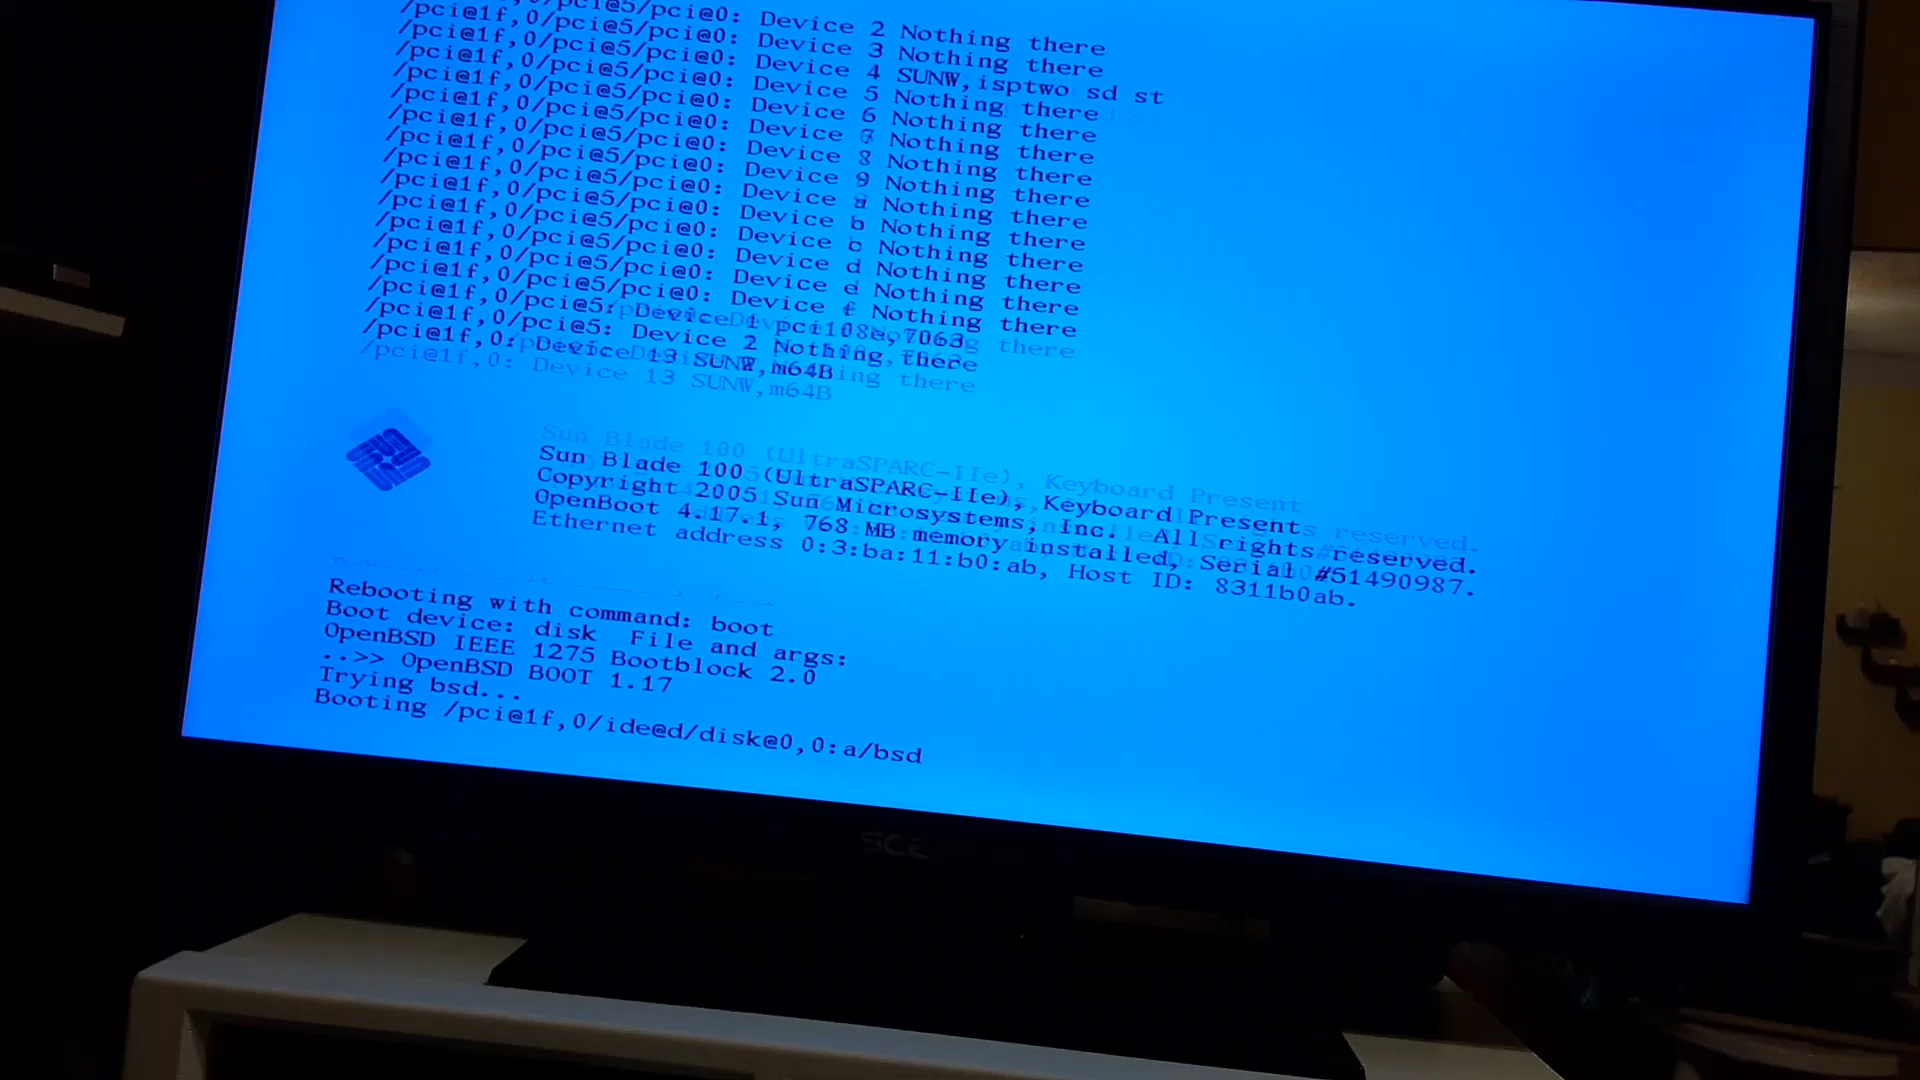 /pci@1f,0/pci@5/pci@0: Device 2 Nothing there
/pci@1f,0/pci@5/pci@0: Device 3 Nothing there
/pci@1f,0/pci@5/pci@0: Device 4 SUNW,isptwo sd st
/pci@1f,0/pci@5/pci@0: Device 5 Nothing there
/pci@1f,0/pci@5/pci@0: Device 6 Nothing there
/pci@1f,0/pci@5/pci@0: Device Nothing there
/pci@1f,0/pci@5/pci@0: Device 8 Nothing there
/pci@1f,0/pci@5/pci@0: Device 9 Nothing there
/pci@1f,0/pci@5/pci@0: Device a Nothing there
/pci@1f,0/pci@5/pci@0: Device b Nothing there
/pci@1f,0/pci@5/pci@0: Device c Nothing there
/pci@1f,0/pci@5/pci@0: Device d Nothing there
/pci@1f,0/pci@5/pci@0: Device Nothing there
/pci@1f,0/pci@5/pci@0: Device f Nothing there
/pci@1f,0/pci@5: Device 1 pci108e,7063
/pci@1f,0/pci@5: Device 2 Nothing there
/pci@1f,0: Device 13 SUNW,m64B
Sun Blade 100 (UltraSPARC-IIe), Keyboard Present
Copyright 2005 Sun Microsystems, Inc. All rights reserved.
OpenBoot 4.17.1, 768 MB memory installed, Serial #51490987.
Ethernet address 0:3:ba:11:b0:ab, Host ID: 8311b0ab.
Rebooting with command: boot
Boot device: disk File and args:
OpenBSD IEEE 1275 Bootblock 2.0
..>> OpenBSD BOOT 1.17
Trying bsd...
Booting /pci@1f,0/ide@d/disk@0,0:a/bsd